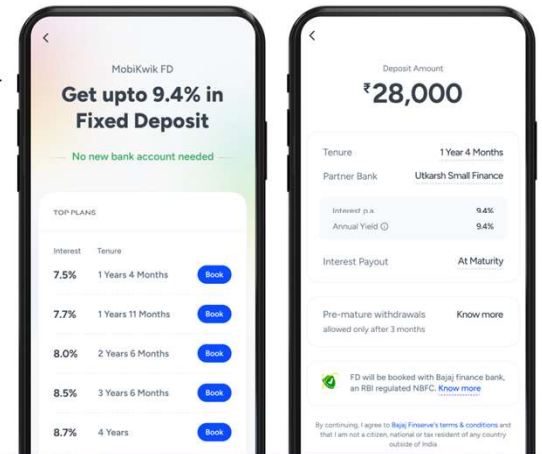 MobiKwik FD
Get upto 9.4% in
Fixed Deposit
No new bank account needed
TOP PLANS
Interest Tenure
7.5% 1 Years 4 Months Book
7.7% 1 Years 11 Months Book
8.0% 2 Years 6 Months Book
8.5% 3 Years 6 Months Book
8.7% 4 Years Book
Deposit Amount
₹28,000
Tenure 1 Year 4 Months
Partner Bank Utkarsh Small Finance
Interest p.a. 9.4%
Annual Yield 9.4%
Interest Payout At Maturity
Pre-mature withdrawals Know more
allowed only after 3 months
FD will be booked with Bajaj finance bank,
an RBI regulated NBFC. Know more
By continuing, I agree to Bajaj Finserve's terms & conditions and
that I am not a citizen, national or tax resident of any country
outside of India